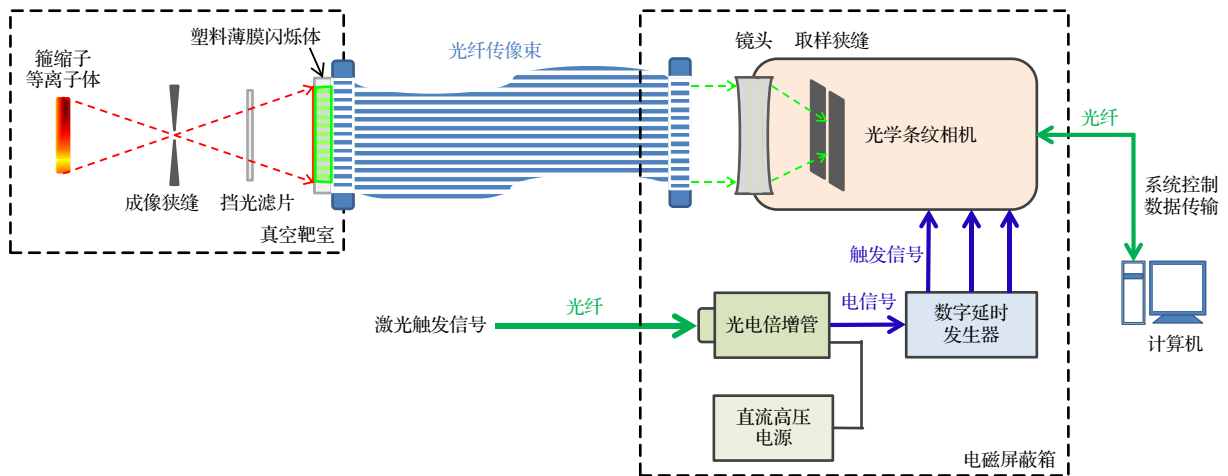 箍缩子
等离子体
塑料薄膜闪烁体
光纤传像束
成像狭缝
挡光滤片
真空靶室
镜头
取样狭缝
光学条纹相机
光纤
系统控制
数据传输
计算机
触发信号
激光触发信号
光纤
光电倍增管
电信号
数字延时
发生器
直流高压
电源
电磁屏蔽箱